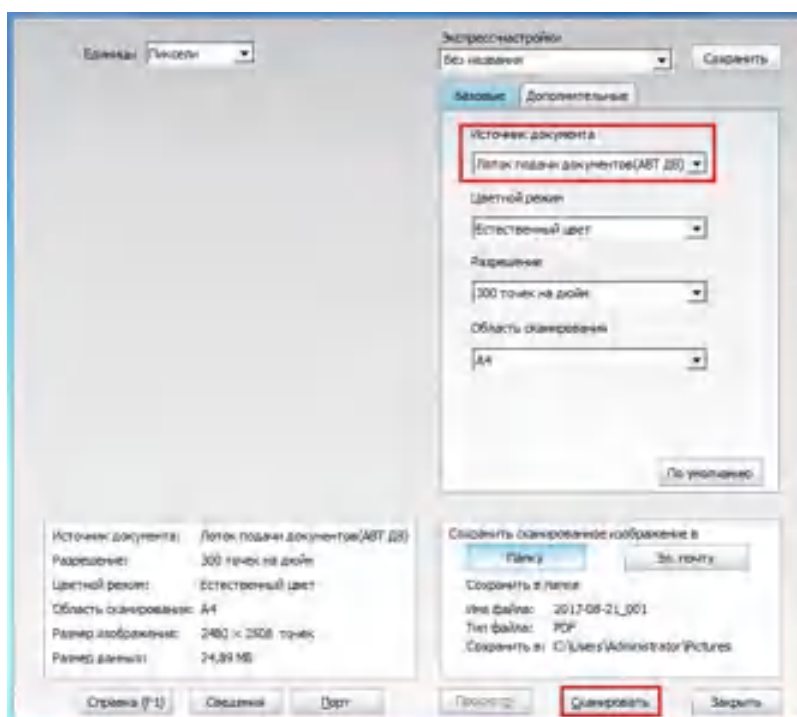 Единицы Пиксели
Экспресс-настройки
Без названия
Сохранить
Базовые
Дополнительные
Источник документа
Лоток подачи документов(АВТ ДВ)
Цветной режим
Естественный цвет
Разрешение
300 точек на дюйм
Область сканирования
A4
По умолчанию
Источник документа: Лоток подачи документов(АВТ ДВ)
Разрешение: 300 точек на дюйм
Цветной режим: Естественный цвет
Область сканирования: A4
Размер изображения: 2480 × 3508 точек
Размер данных: 24,89 МБ
Сохранить сканированное изображение в
Папку
Эл. почту
Сохранить в папке
Имя файла: 2017-08-21_001
Тип файла: PDF
Сохранить в: C:\Users\Administrator\Pictures
Справка (F1)
Сведения
Порт
Просмотр
Сканировать
Закрыть